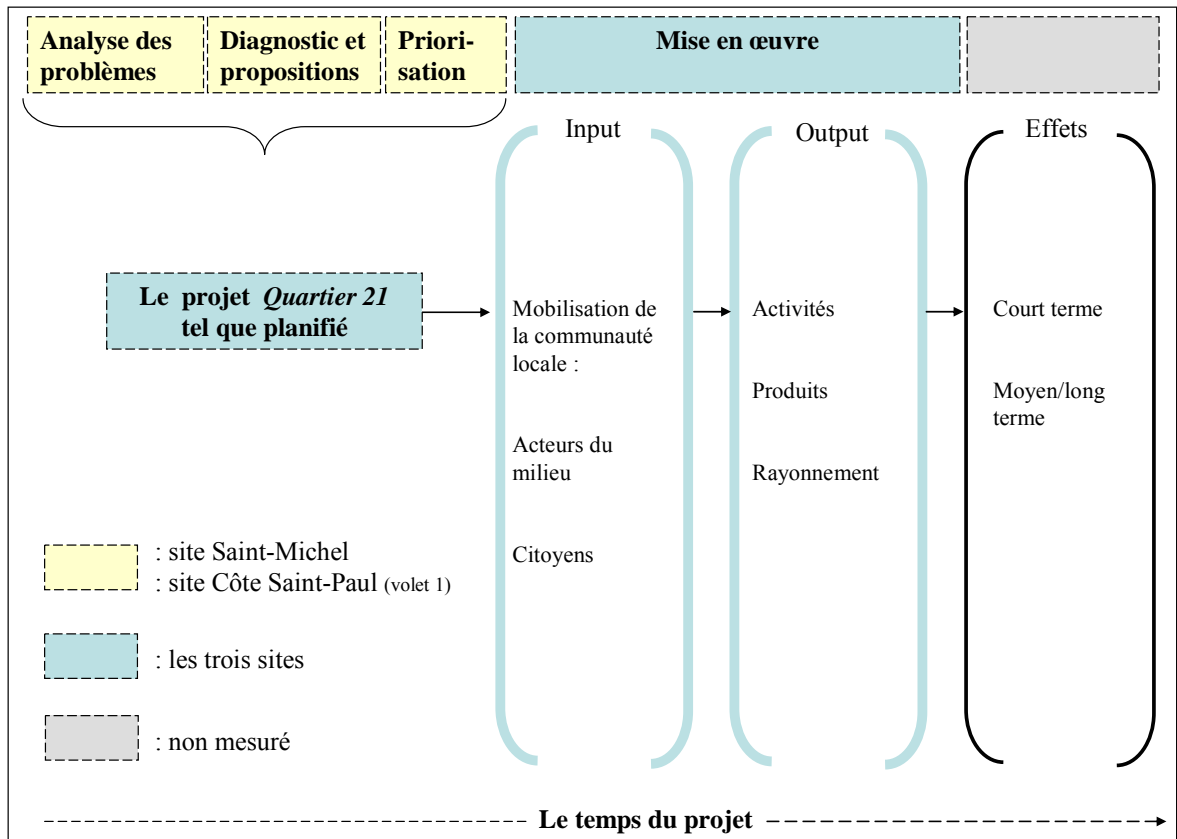 Analyse des
problèmes
Diagnostic et
propositions
Priori-
sation
Mise en œuvre
Input
Output
Effets
Le projet Quartier 21
tel que planifié
Mobilisation de
la communauté
locale :
Acteurs du
milieu
Citoyens
Activités
Produits
Rayonnement
Court terme
Moyen/long
terme
: site Saint-Michel
: site Côte Saint-Paul (volet 1)
: les trois sites
: non mesuré
Le temps du projet